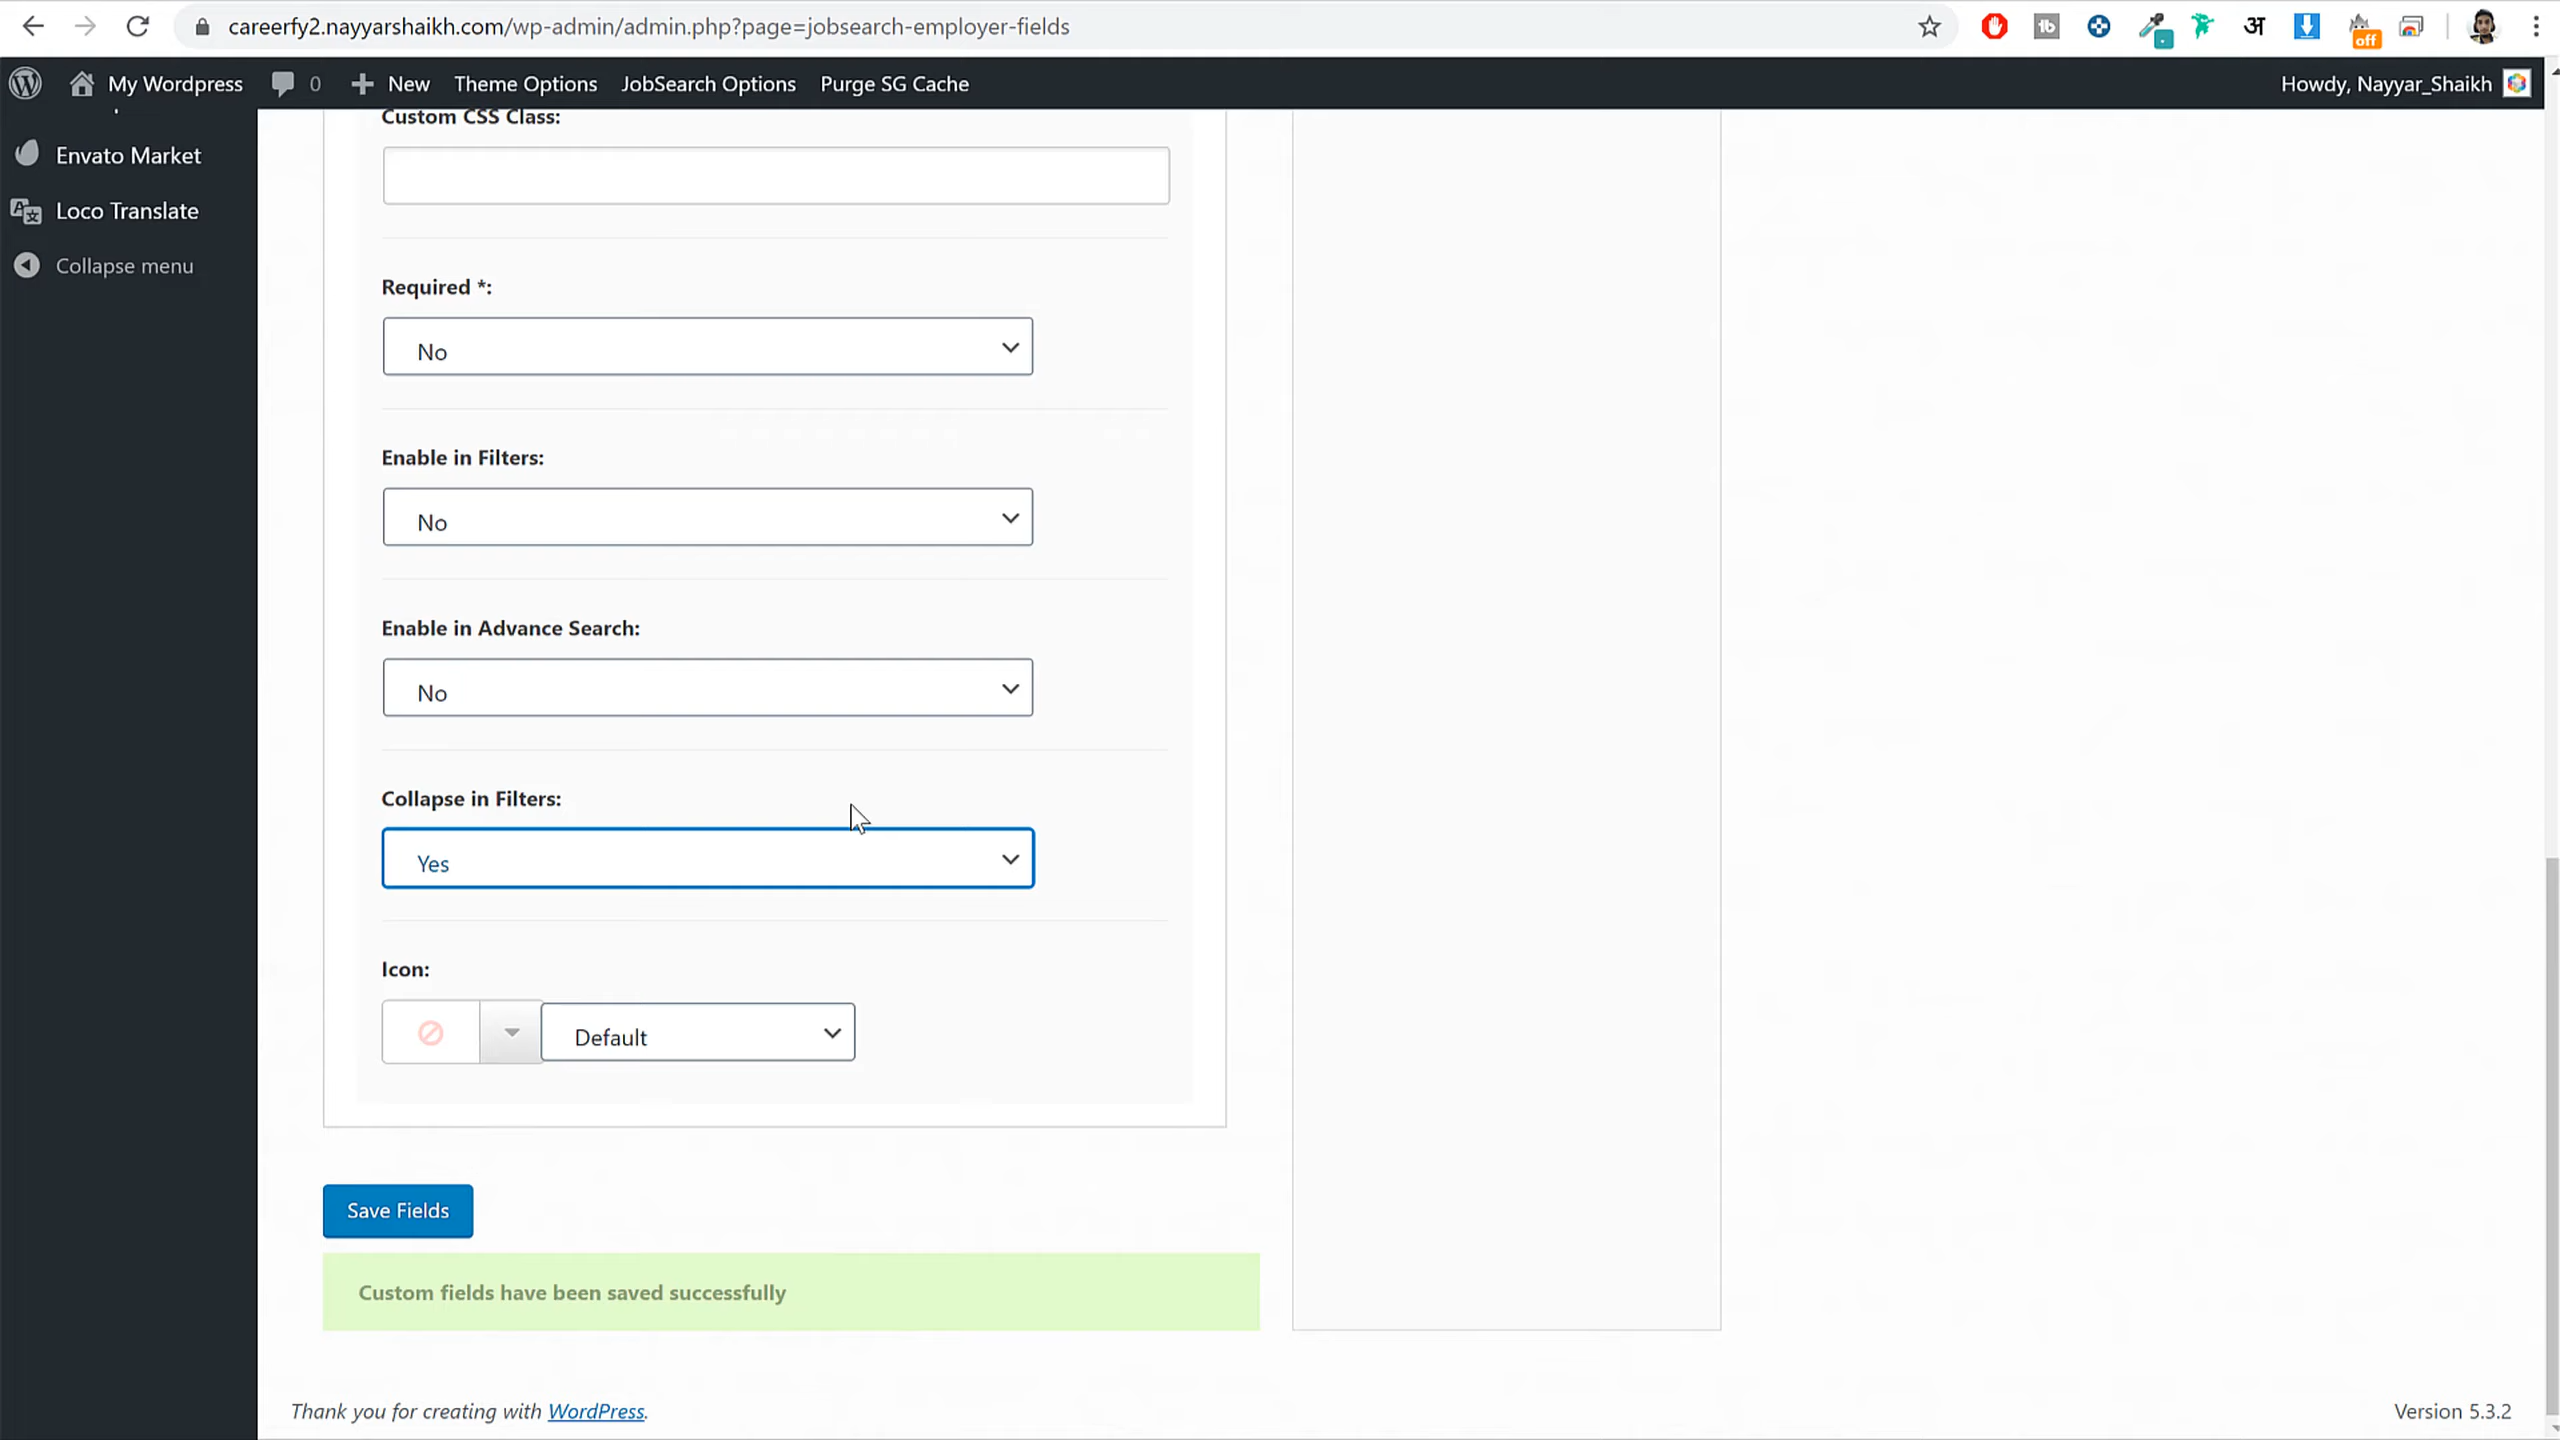 careerfy2.nayyarshaikh.com/wp-admin/admin.php?page=jobsearch-employer-fields
अ
off
My Wordpress
0
New
Theme Options
JobSearch Options
Purge SG Cache
Howdy, Nayyar_Shaikh
Envato Market
Loco Translate
Collapse menu
Custom CSS Class:
Required *:
No
Enable in Filters:
No
Enable in Advance Search:
No
Collapse in Filters:
Yes
Icon:
Default
Save Fields
Custom fields have been saved successfully
Thank you for creating with WordPress.
Version 5.3.2